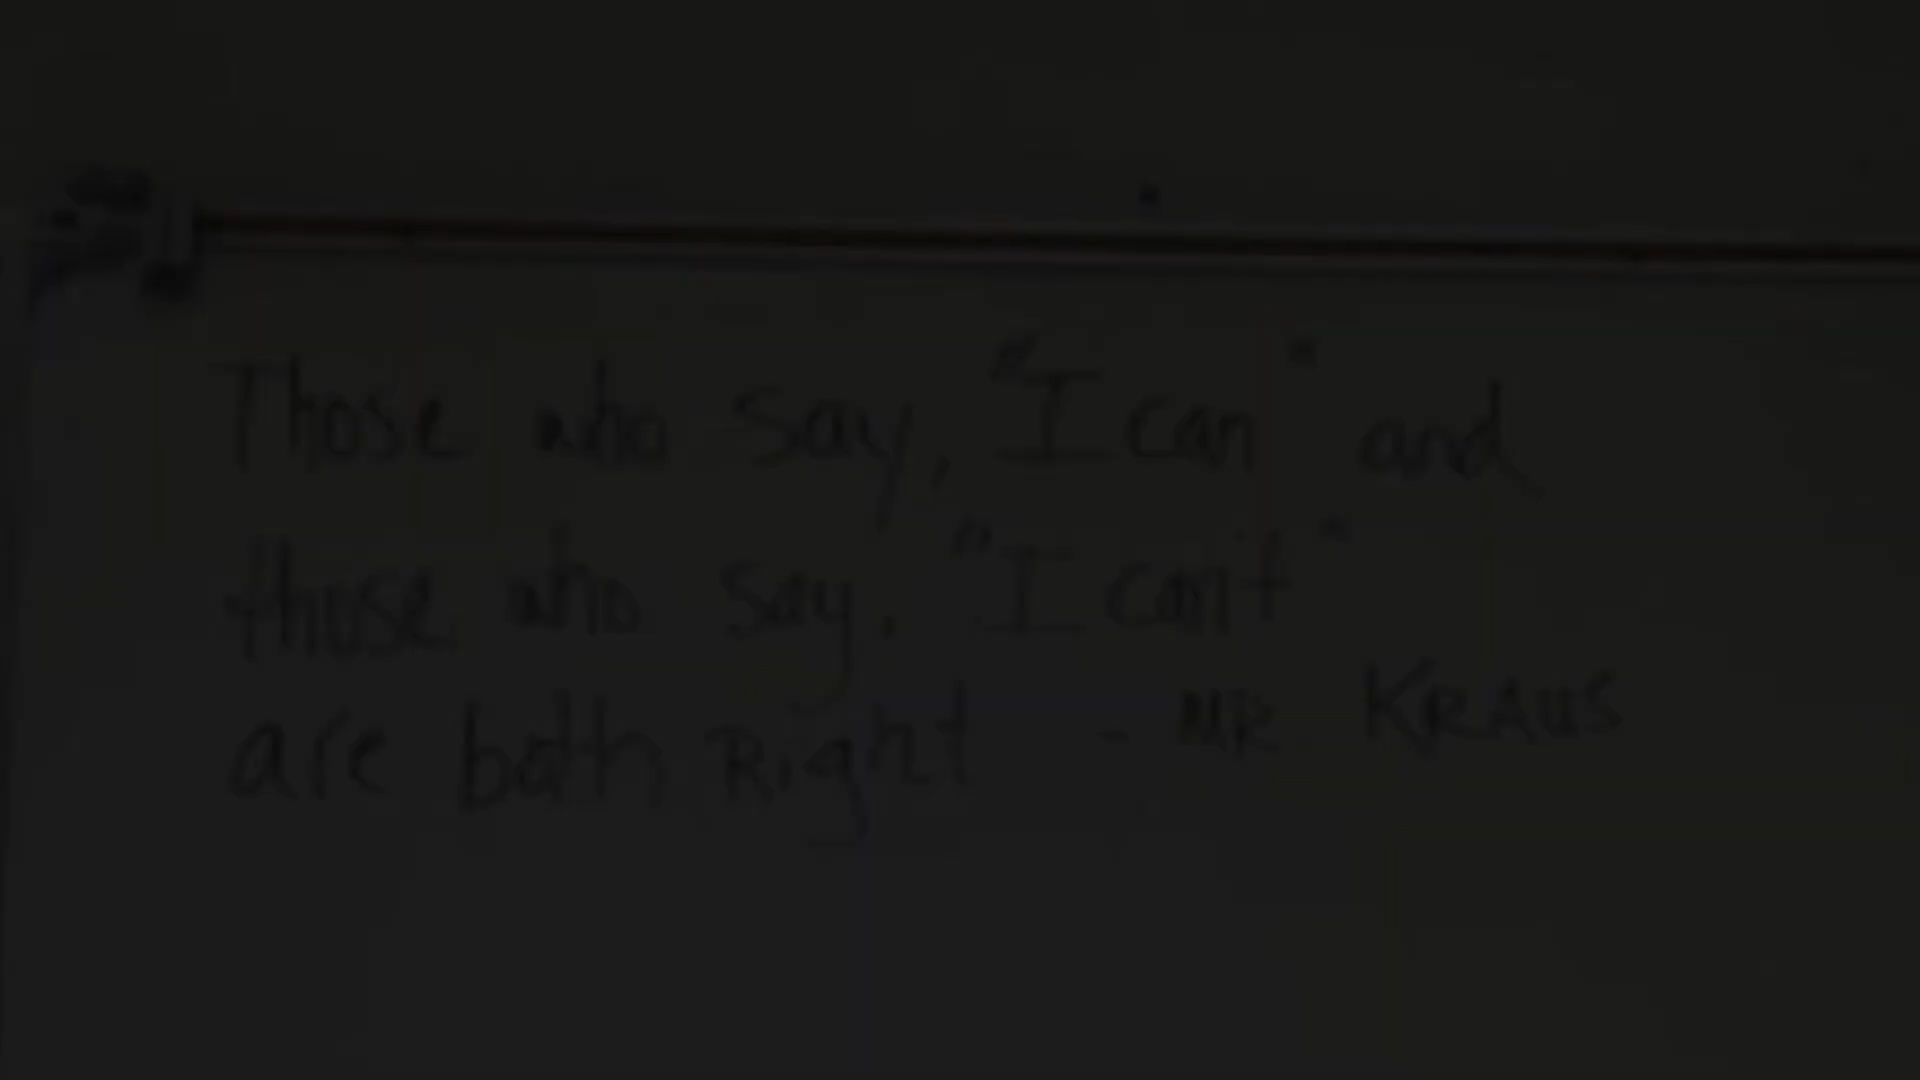 Those who say, "I can" and
those who say, "I can't"
are both Right - MR KRAUS